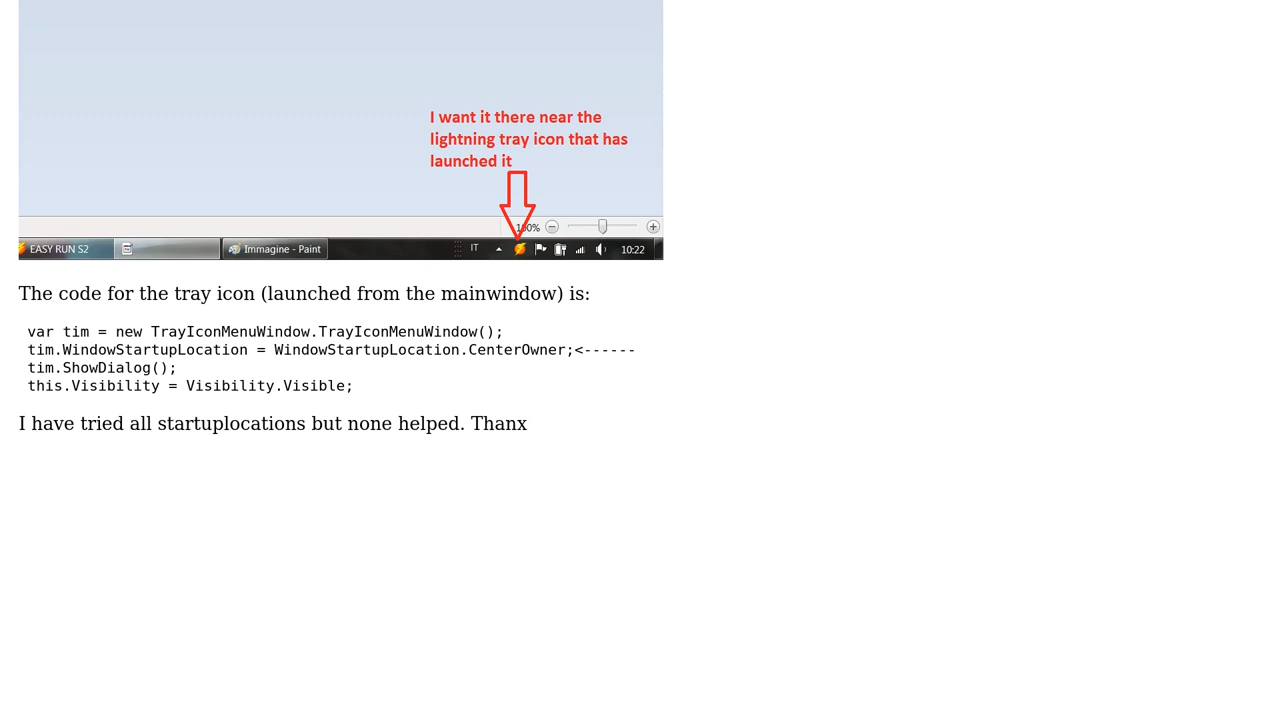 I want it there near the
lightning tray icon that has
launched it
EASY RUN S2
Immagine - Paint
IT
10:22
The code for the tray icon (launched from the mainwindow) is:
var tim = new TrayIconMenuWindow.TrayIconMenuWindow();
tim.WindowStartupLocation = WindowStartupLocation.CenterOwner;<------
tim.ShowDialog();
this.Visibility = Visibility.Visible;
I have tried all startuplocations but none helped. Thanx